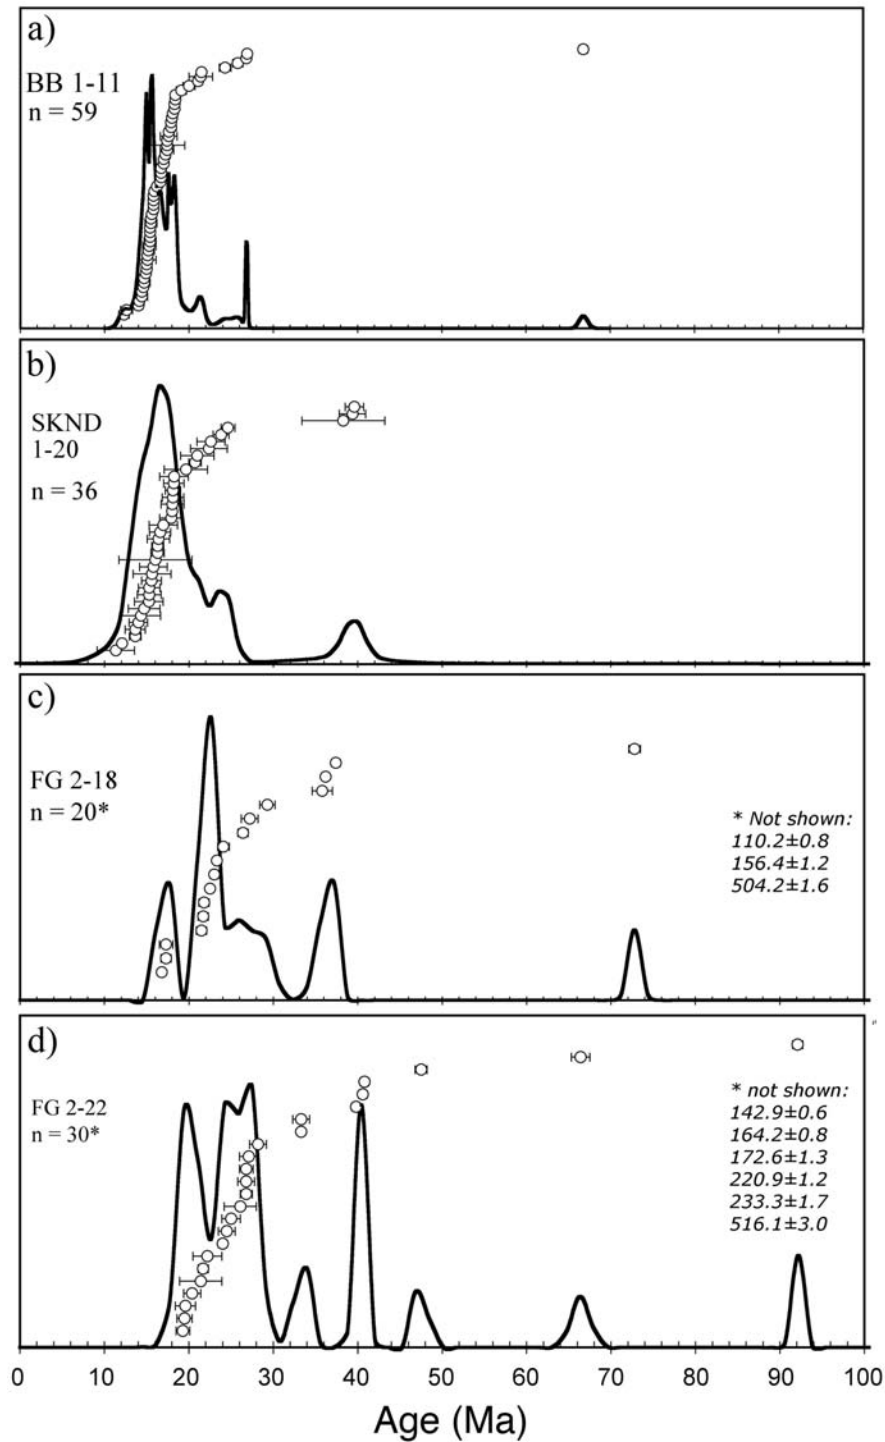 a)
BB 1-11
n = 59
b)
SKND
1-20
n = 36
c)
FG 2-18
n = 20*
* Not shown:
110.2±0.8
156.4±1.2
504.2±1.6
d)
FG 2-22
n = 30*
* not shown:
142.9±0.6
164.2±0.8
172.6±1.3
220.9±1.2
233.3±1.7
516.1±3.0
0 10 20 30 40 50 60 70 80 90 100
Age (Ma)